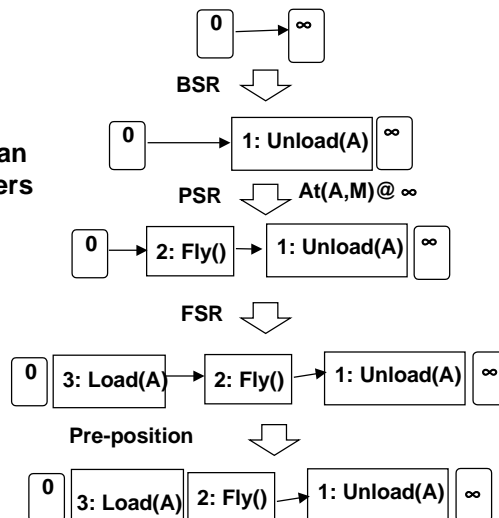 0 ∞
BSR
an
ers
0 1: Unload(A) ∞
PSR At(A,M)@ ∞
0 2: Fly() 1: Unload(A) ∞
FSR
0 3: Load(A) 2: Fly() 1: Unload(A) ∞
Pre-position
0 3: Load(A) 2: Fly() 1: Unload(A) ∞